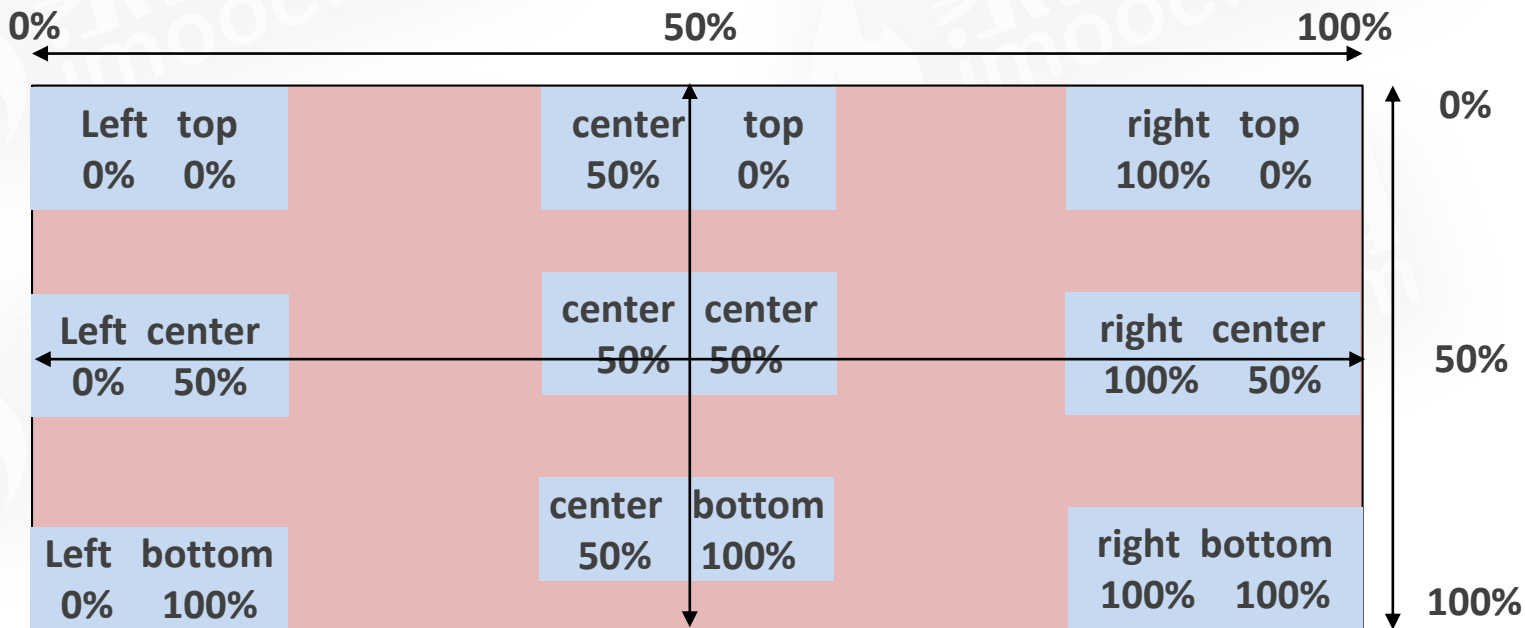 0% 50% 100%
Left top center top right top 0%
0% 0% 50% 0% 100% 0%
center center
Left center right center
50% 50% 50%
0% 50% 100% 50%
center bottom
Left bottom 50% 100% right bottom
0% 100% 100% 100% 100%
imooc
imooc